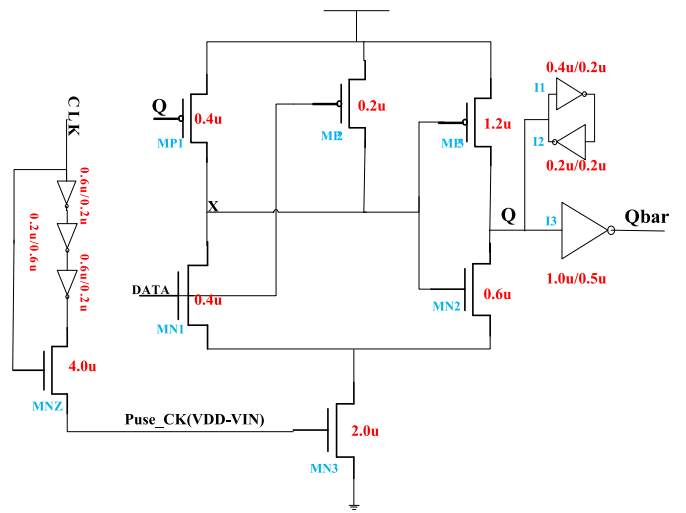 CLK
0.6u/0.2u
0.2u/0.6u
0.6u/0.2u
4.0u
MNZ
Puse_CK(VDD-VIN)
Q
0.4u
MP1
0.2u
1.2u
X
DATA
0.4u
MN1
0.6u
MN2
2.0u
MN3
0.4u/0.2u
I1
I2
0.2u/0.2u
Q
I3
Qbar
1.0u/0.5u